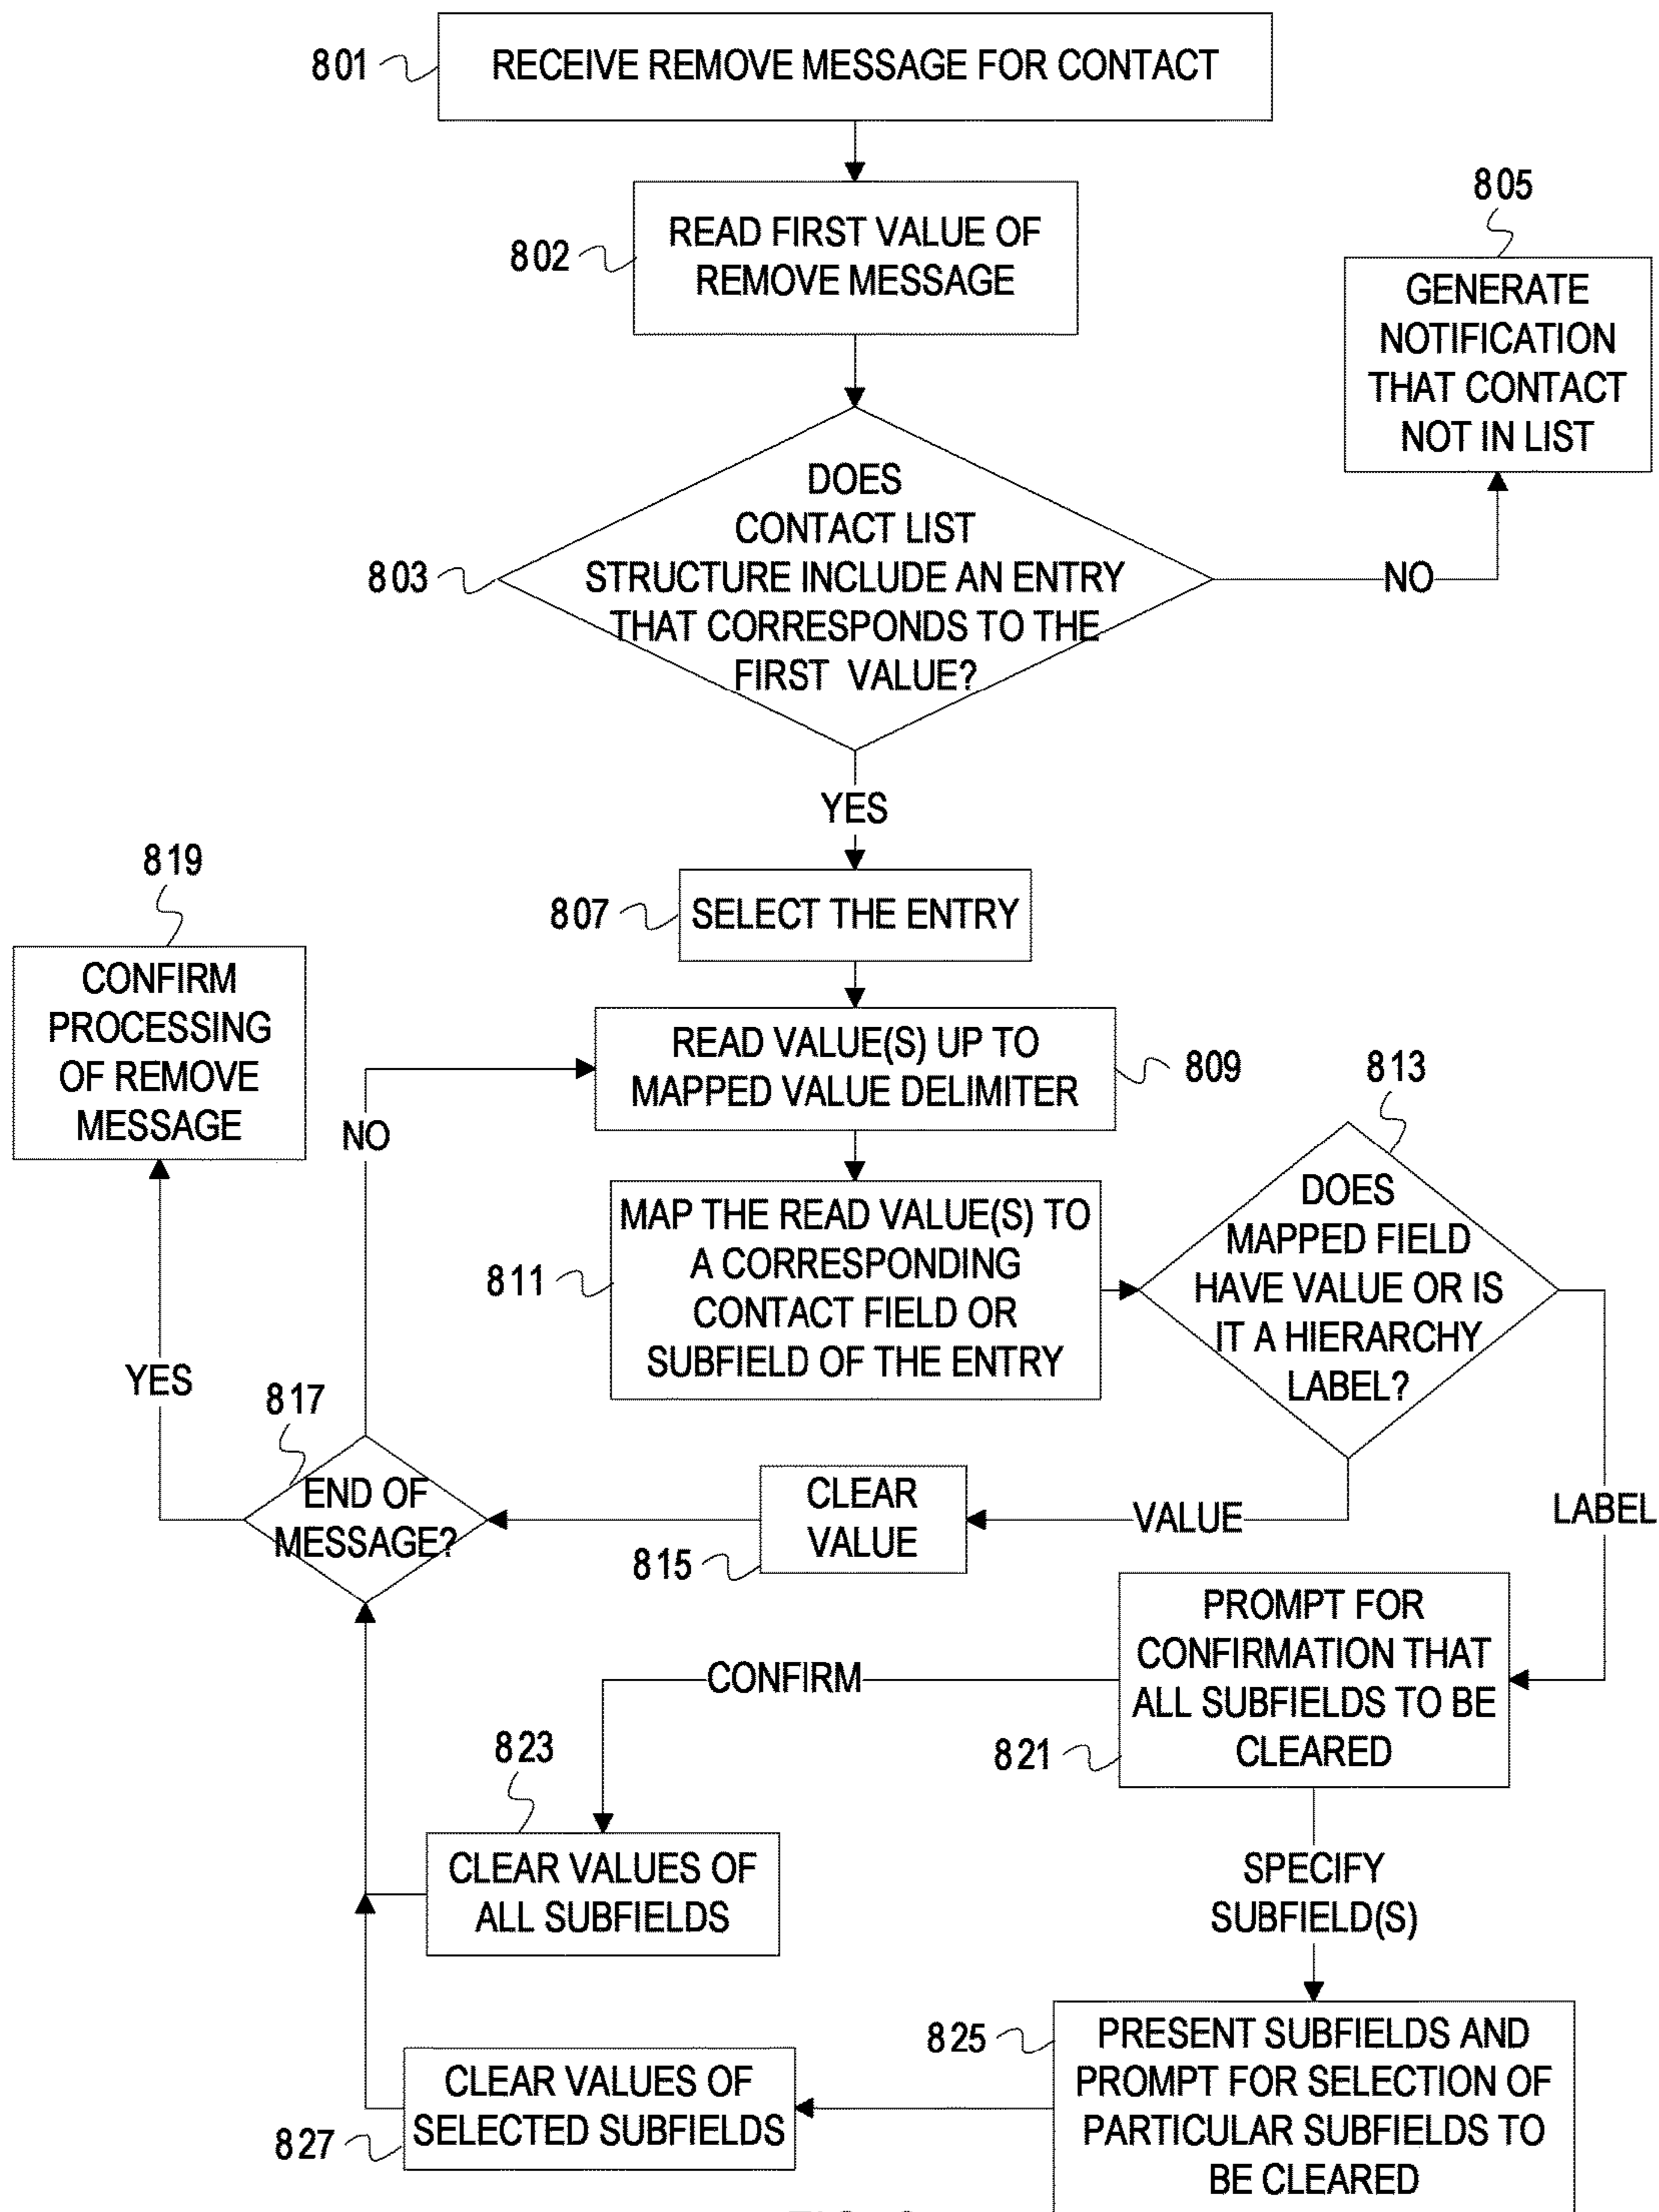 801
RECEIVE REMOVE MESSAGE FOR CONTACT
802
READ FIRST VALUE OF
REMOVE MESSAGE
805
GENERATE
NOTIFICATION
THAT CONTACT
NOT IN LIST
803
DOES
CONTACT LIST
STRUCTURE INCLUDE AN ENTRY
THAT CORRESPONDS TO THE
FIRST VALUE?
NO
YES
807
SELECT THE ENTRY
819
CONFIRM
PROCESSING
OF REMOVE
MESSAGE
READ VALUE(S) UP TO
MAPPED VALUE DELIMITER
809
NO
811
MAP THE READ VALUE(S) TO
A CORRESPONDING
CONTACT FIELD OR
SUBFIELD OF THE ENTRY
813
DOES
MAPPED FIELD
HAVE VALUE OR IS
IT A HIERARCHY
LABEL?
YES
817
END OF
MESSAGE?
CLEAR
VALUE
815
VALUE
LABEL
PROMPT FOR
CONFIRMATION THAT
ALL SUBFIELDS TO BE
CLEARED
821
CONFIRM
823
CLEAR VALUES OF
ALL SUBFIELDS
SPECIFY
SUBFIELD(S)
825
PRESENT SUBFIELDS AND
PROMPT FOR SELECTION OF
PARTICULAR SUBFIELDS TO
BE CLEARED
CLEAR VALUES OF
SELECTED SUBFIELDS
827